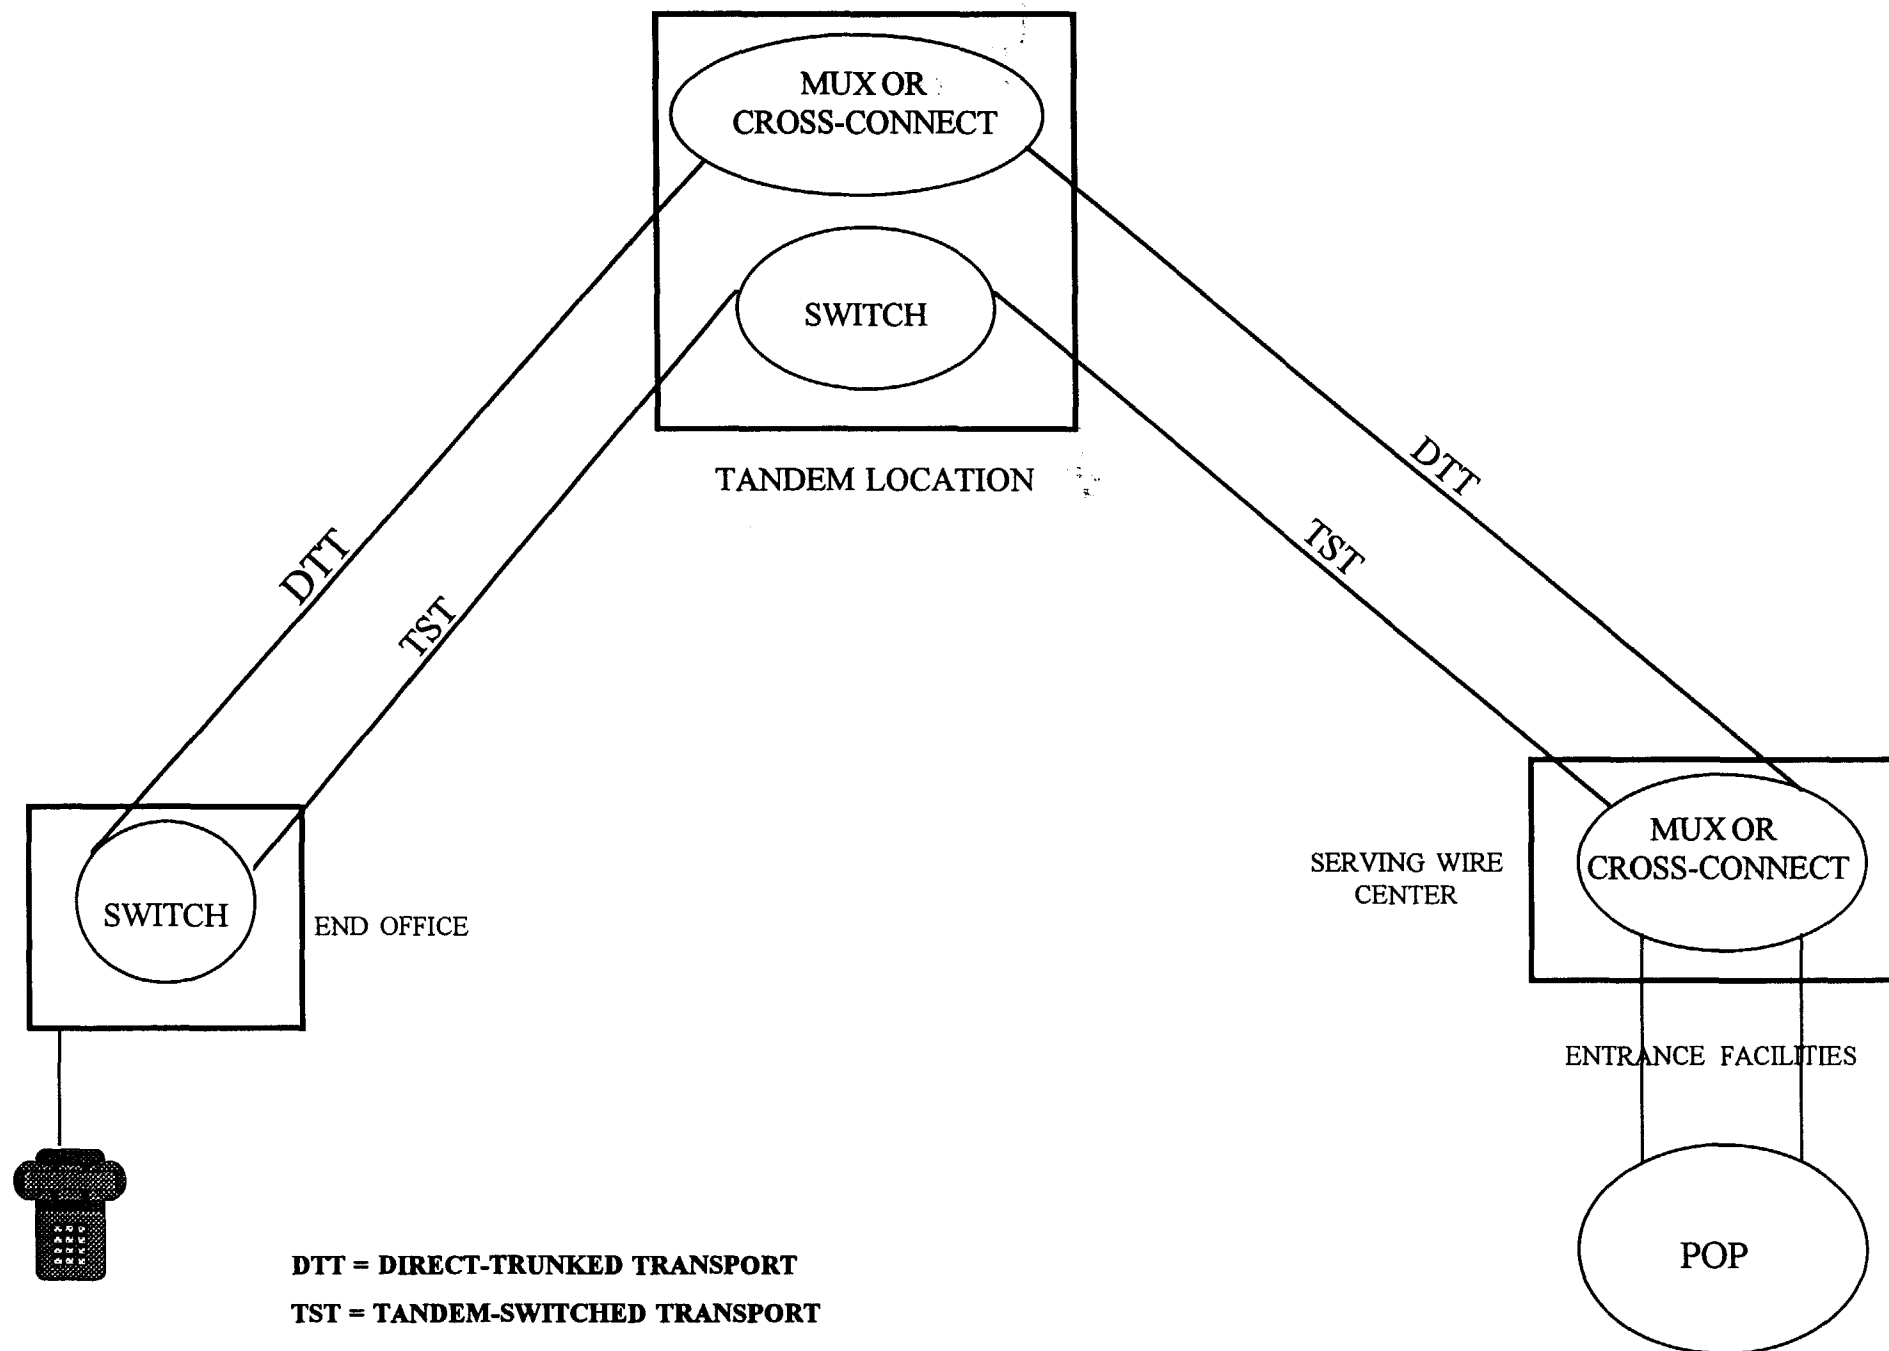 MUX OR
CROSS-CONNECT
SWITCH
TANDEM LOCATION
DTT
TST
DTT
TST
SWITCH
END OFFICE
SERVING WIRE
CENTER
MUX OR
CROSS-CONNECT
ENTRANCE FACILITIES
POP
DTT = DIRECT-TRUNKED TRANSPORT
TST = TANDEM-SWITCHED TRANSPORT